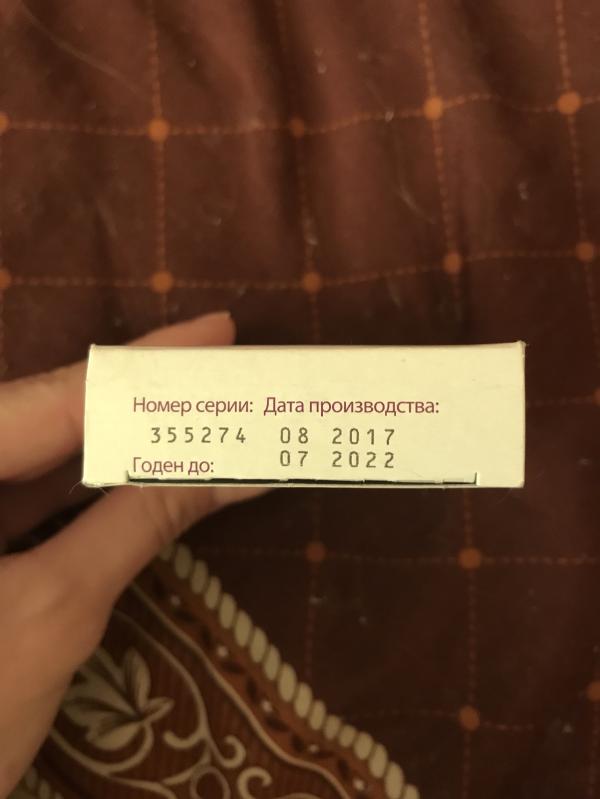 Номер серии: Дата производства:
355274 08 2017
Годен до: 07 2022